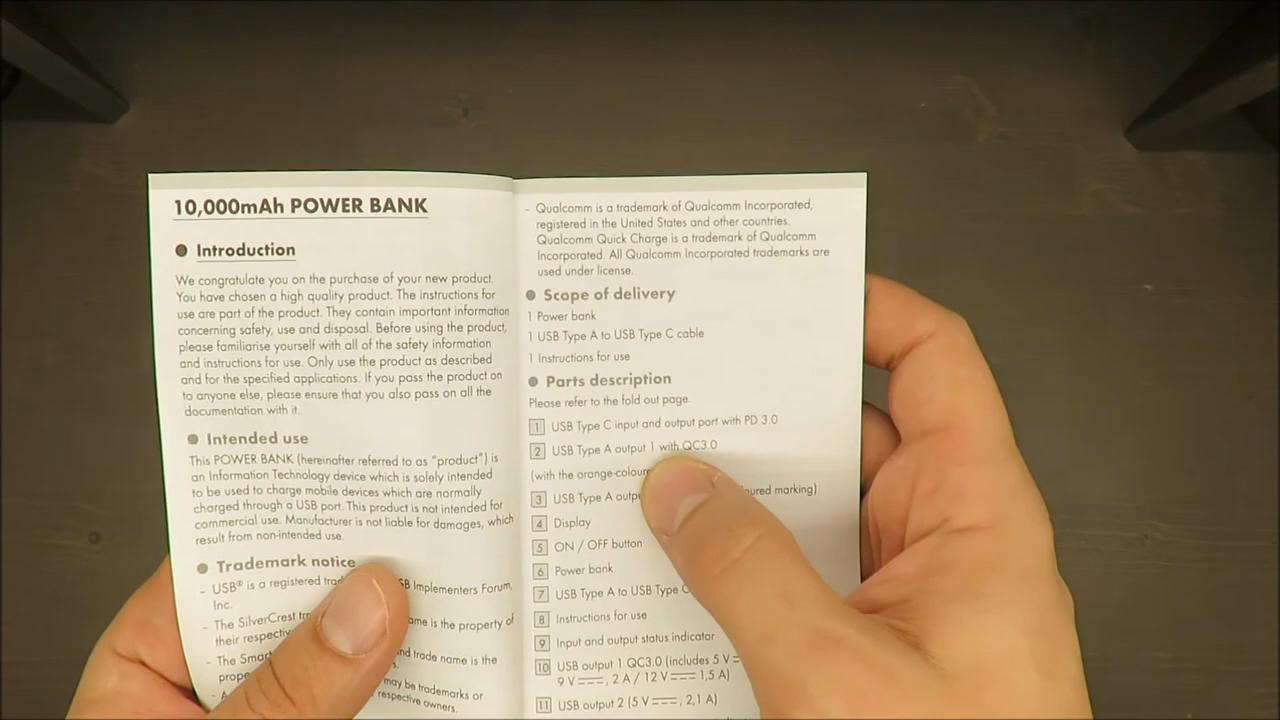 10,000mAh POWER BANK
● Introduction
We congratulate you on the purchase of your new product.
You have chosen a high quality product. The instructions for
use are part of the product. They contain important information
concerning safety, use and disposal. Before using the product,
please familiarise yourself with all of the safety information
and instructions for use. Only use the product as described
and for the specified applications. If you pass the product on
to anyone else, please ensure that you also pass on all the
documentation with it.
● Intended use
This POWER BANK (hereinafter referred to as “product”) is
an Information Technology device which is solely intended
to be used to charge mobile devices which are normally
charged through a USB port. This product is not intended for
commercial use. Manufacturer is not liable for damages, which
result from non-intended use.
● Trademark notice
– USB® is a registered Implementers Forum,
Inc.
– The SilverCrest is the property of
their
– The and trade name is the
–
may be trademarks or
respective owners.
– Qualcomm is a trademark of Qualcomm Incorporated,
registered in the United States and other countries.
Qualcomm Quick Charge is a trademark of Qualcomm
Incorporated. All Qualcomm Incorporated trademarks are
used under license.
● Scope of delivery
1 Power bank
1 USB Type A to USB Type C cable
1 Instructions for use
● Parts description
Please refer to the fold out page.
1 USB Type C input and output port with PD 3.0
2 USB Type A output 1 with QC3.0
(with the marking)
3 USB Type A
4 Display
5 ON / OFF button
6 Power bank
7 USB Type A to USB Type
8 Instructions for use
9 Input and output status indicator
10 USB output 1 QC3.0 (includes 5 V
9 V ⎓, 2 A / 12 V ⎓ 1,5 A)
11 USB output 2 (5 V ⎓, 2,1 A)